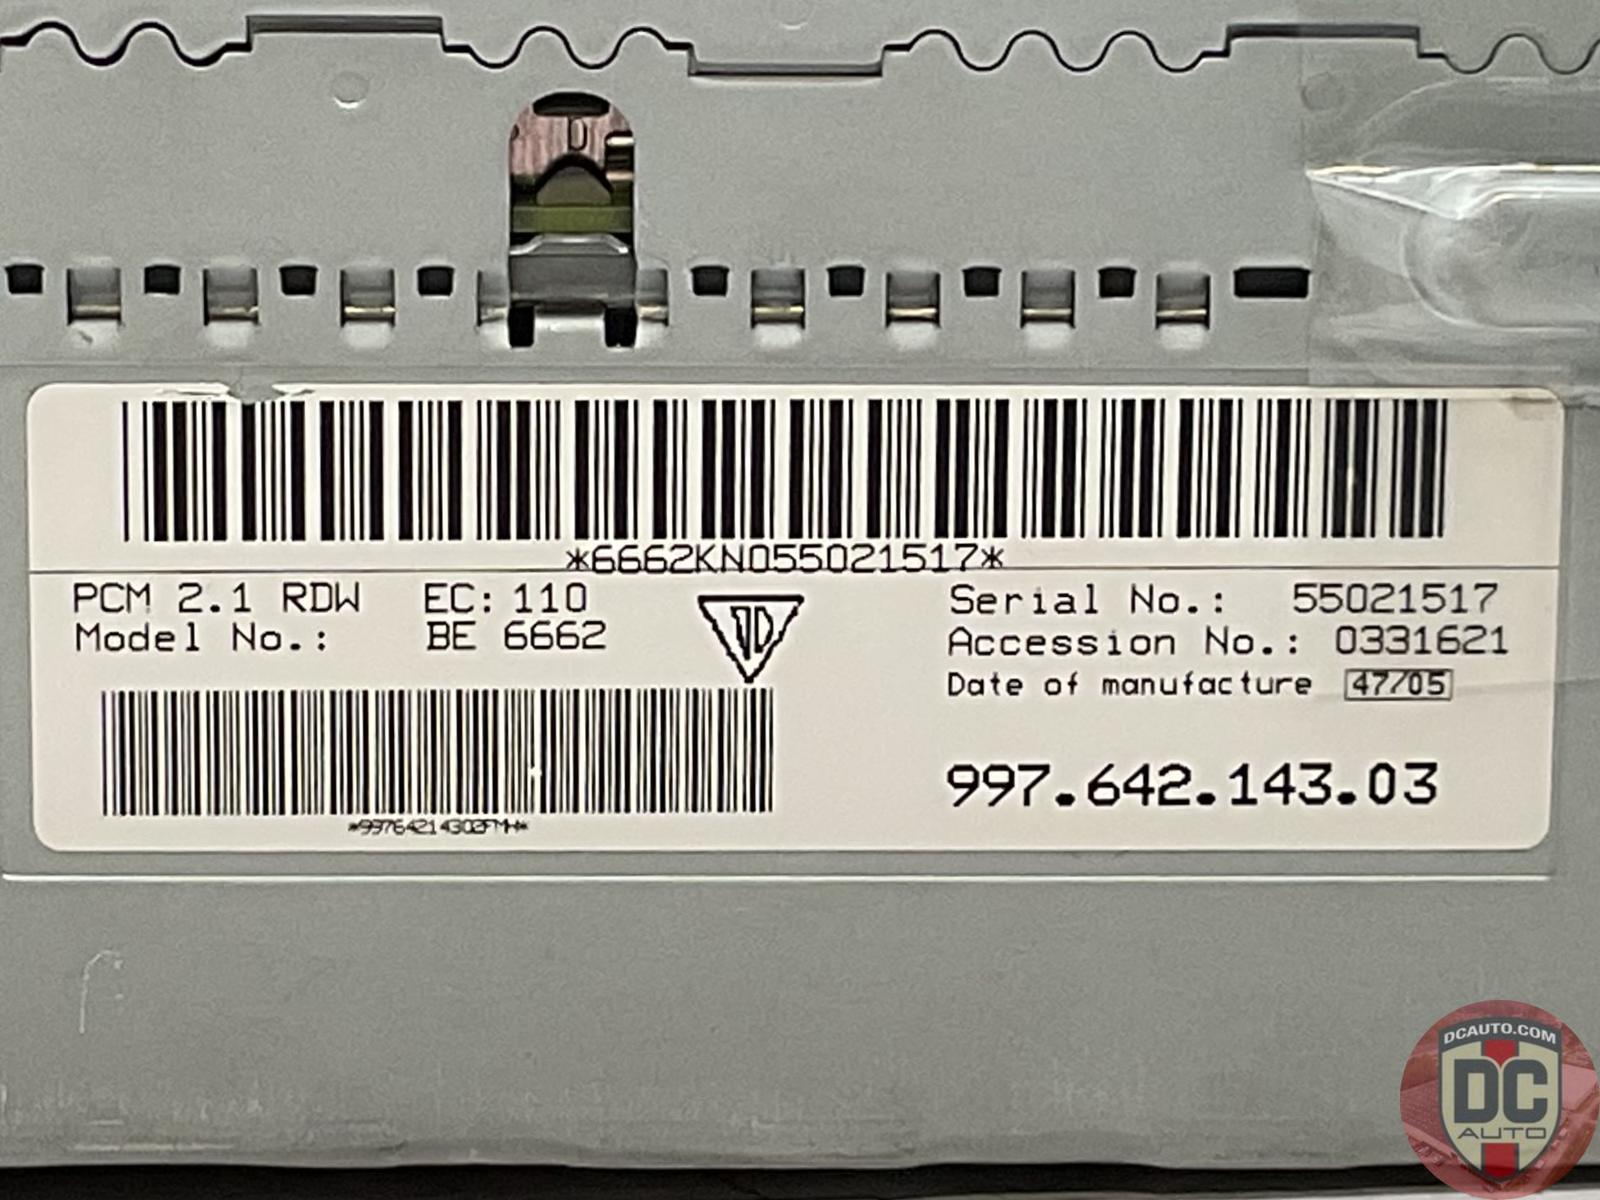 D
*6662KN055021517*
PCM 2.1 RDW EC: 110
Model No.: BE 6662
Serial No.: 55021517
Accession No.: 0331621
Date of manufacture 47/05
997.642.143.03
DCAUTO.COM
DC
AUTO